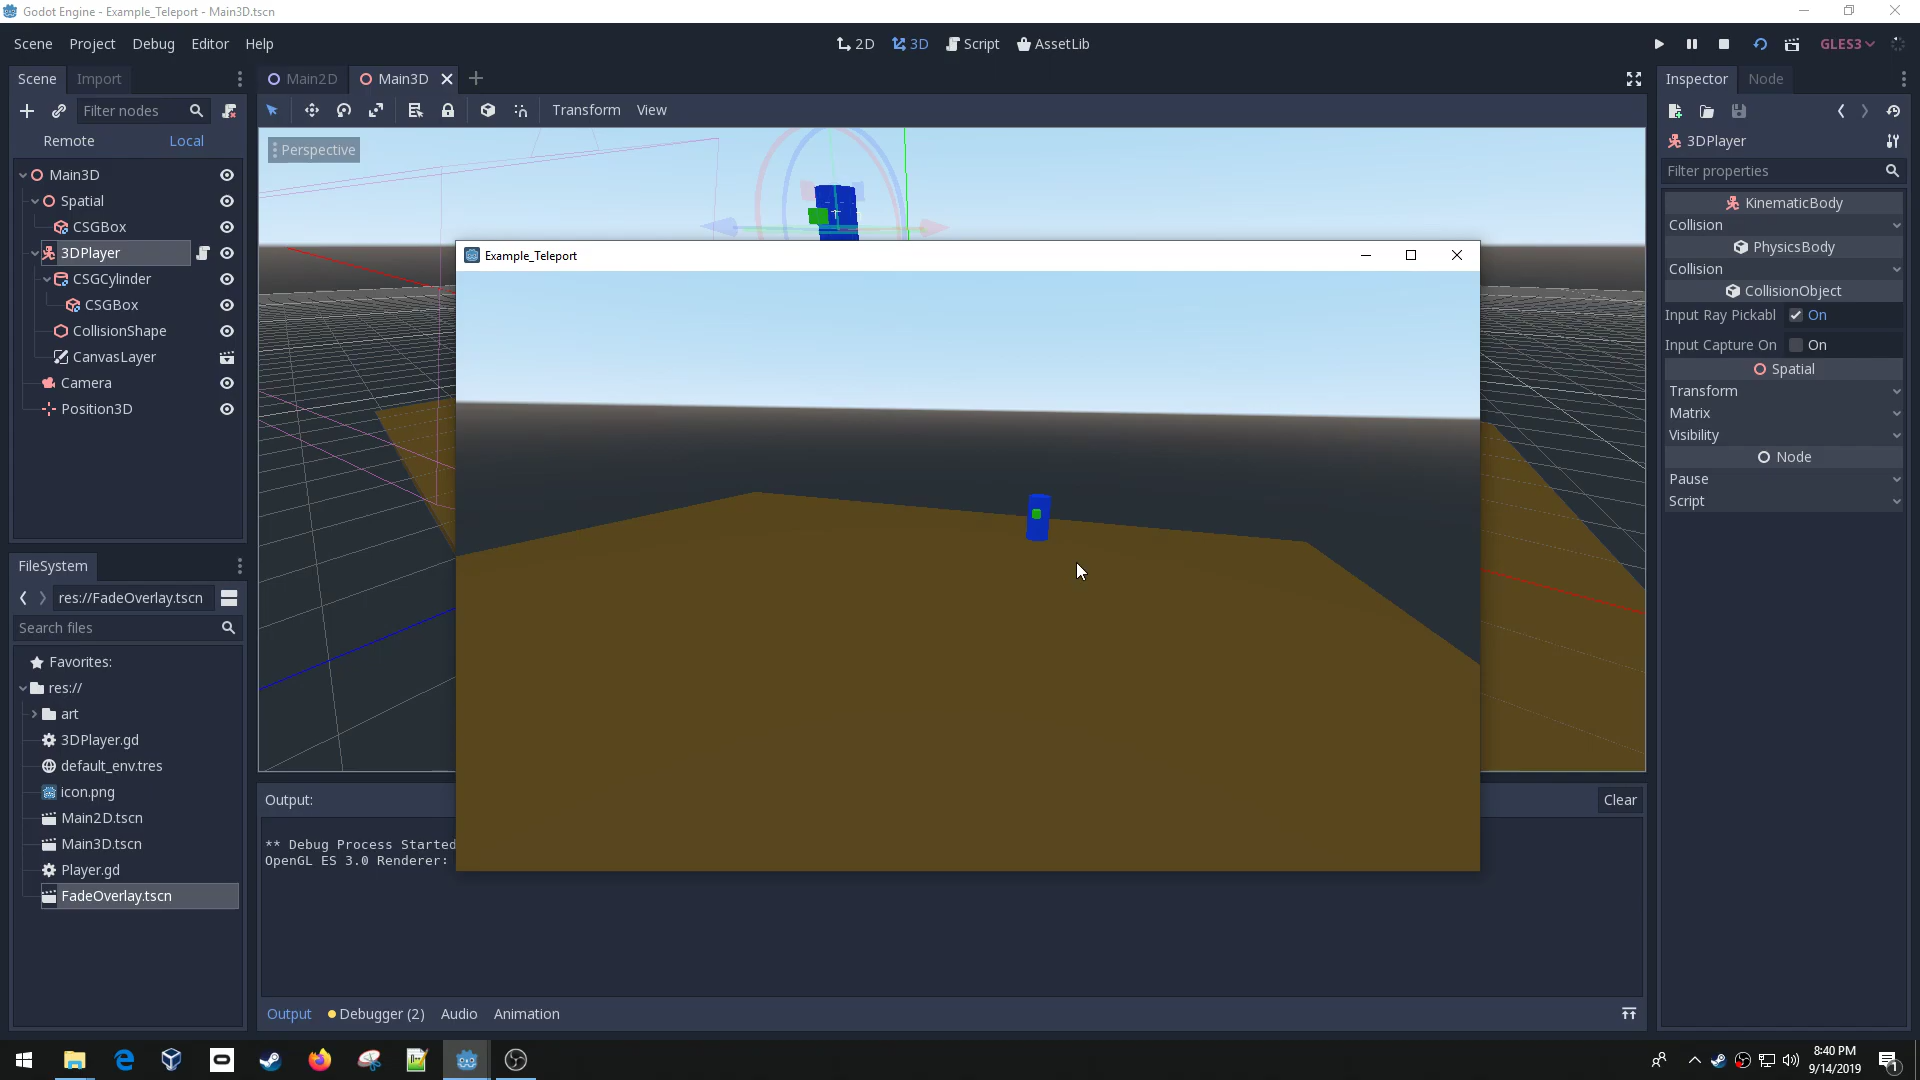 Godot Engine - Example_Teleport - Main3D.tscn
Scene Project Debug Editor Help
2D 3D Script AssetLib
GLES3
Scene Import
Main2D Main3D
Inspector Node
Filter nodes
Transform View
Remote Local
Perspective
3DPlayer
Filter properties
Main3D
Spatial
CSGBox
3DPlayer
CSGCylinder
CSGBox
CollisionShape
CanvasLayer
Camera
Position3D
Example_Teleport
KinematicBody
Collision
PhysicsBody
Collision
CollisionObject
Input Ray Pickabl On
Input Capture On On
Spatial
Transform
Matrix
Visibility
Node
Pause
Script
FileSystem
res://FadeOverlay.tscn
Search files
Favorites:
res://
art
3DPlayer.gd
default_env.tres
icon.png
Main2D.tscn
Main3D.tscn
Player.gd
FadeOverlay.tscn
Output:
Clear
** Debug Process Started
OpenGL ES 3.0 Renderer:
Output Debugger (2) Audio Animation
8:40 PM
9/14/2019
1